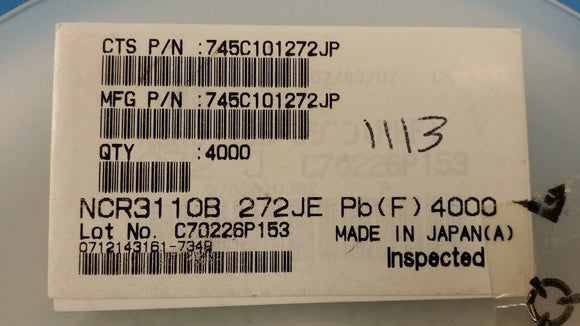 CTS P/N :745C101272JP
MFG P/N :745C101272JP
1113
QTY :4000
NCR3110B 272JE Pb(F) 4000
Lot No. C70226P153
MADE IN JAPAN(A)
0712143161-7349
Inspected